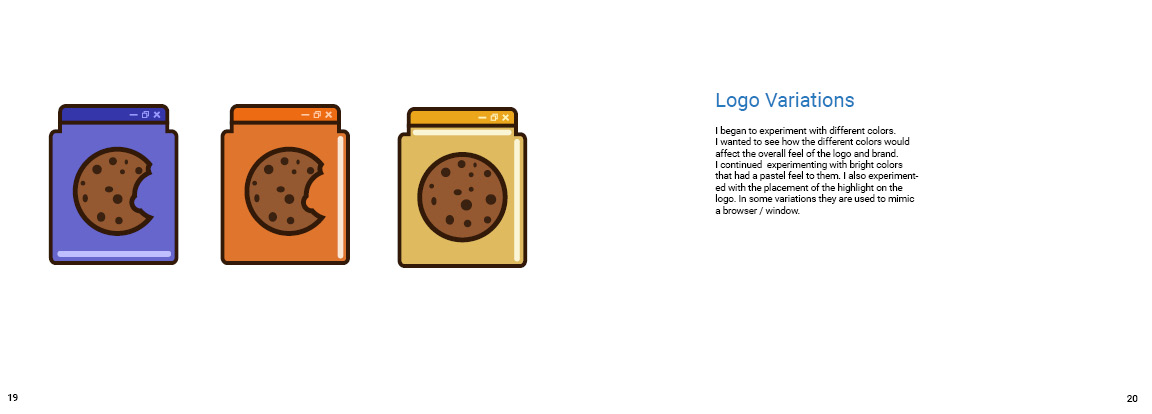 Logo Variations
I began to experiment with different colors.
I wanted to see how the different colors would
affect the overall feel of the logo and brand.
I continued  experimenting with bright colors
that had a pastel feel to them. I also experiment-
ed with the placement of the highlight on the
logo. In some variations they are used to mimic
a browser / window.
19
20